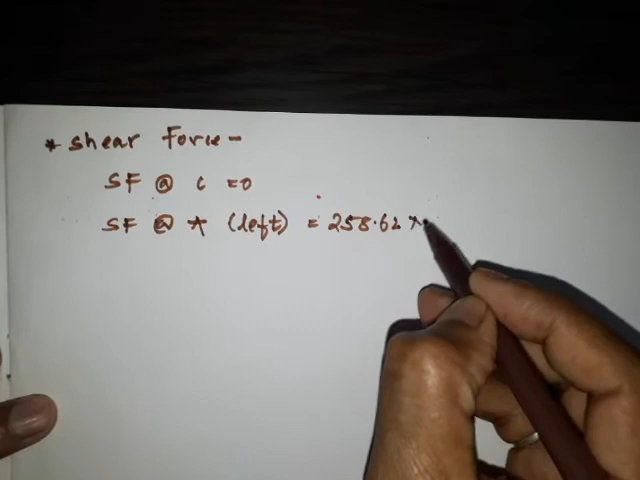 * Shear Force -
SF @ C = 0
SF @ * (left) = 258.62